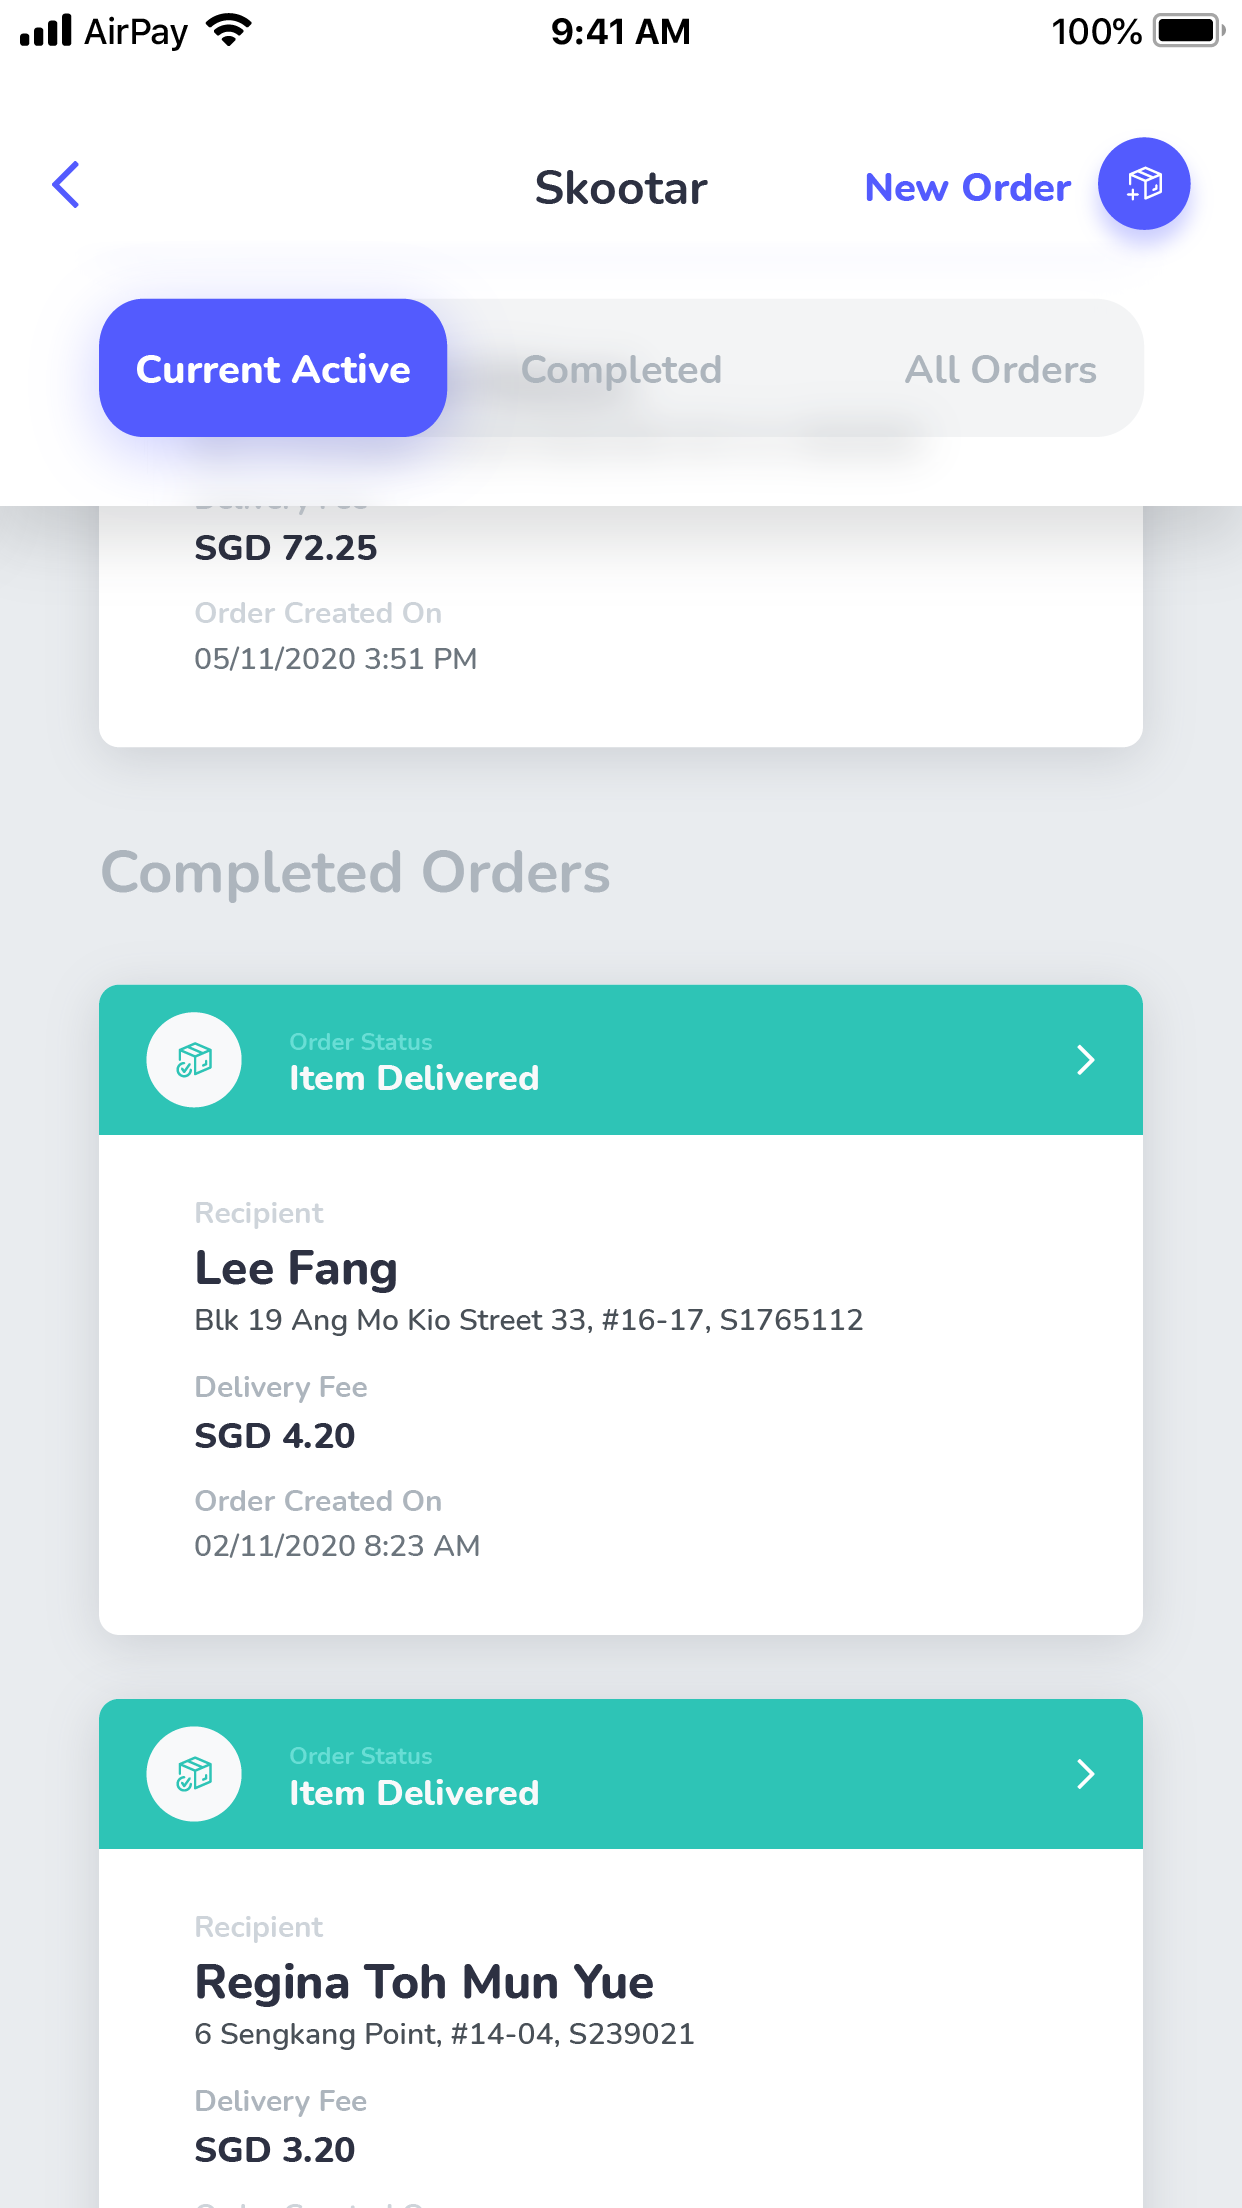 AirPay
9:41 AM
100%
Skootar
New Order
Current Active
Completed
All Orders
Delivery Fee
SGD 72.25
Order Created On
05/11/2020 3:51 PM
Completed Orders
Order Status
Item Delivered
Recipient
Lee Fang
Blk 19 Ang Mo Kio Street 33, #16-17, S1765112
Delivery Fee
SGD 4.20
Order Created On
02/11/2020 8:23 AM
Order Status
Item Delivered
Recipient
Regina Toh Mun Yue
6 Sengkang Point, #14-04, S239021
Delivery Fee
SGD 3.20